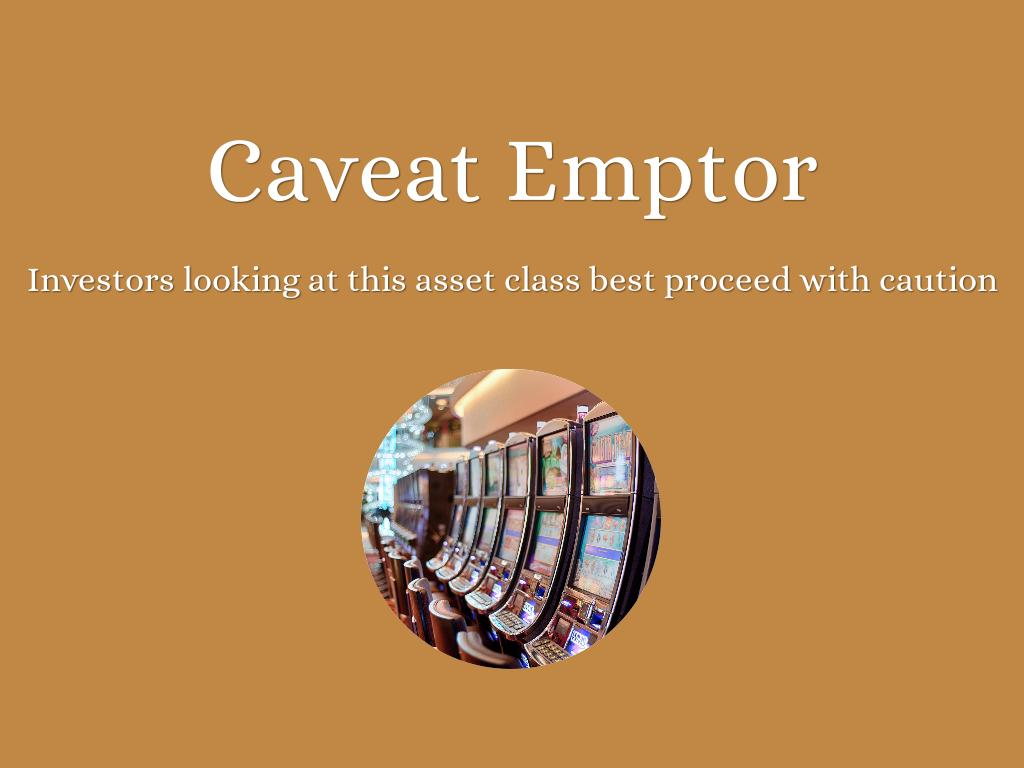 Caveat Emptor
Investors looking at this asset class best proceed with caution